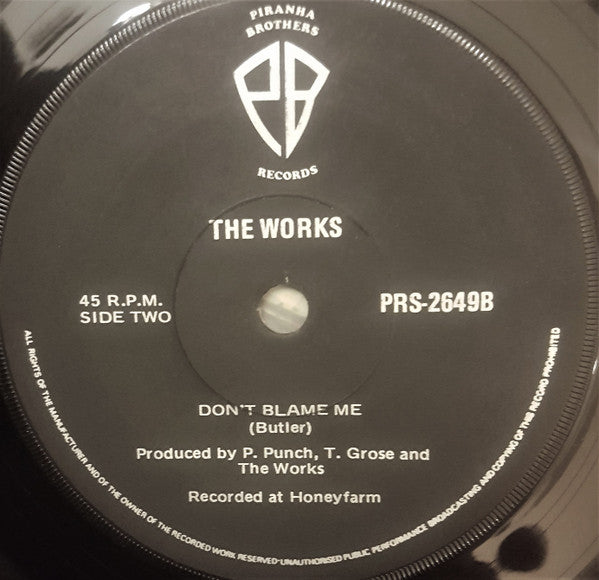 PIRANHA
BROTHERS
PB
RECORDS
THE WORKS
45 R.P.M.
SIDE TWO
PRS-2649B
DON'T BLAME ME
(Butler)
Produced by P. Punch, T. Grose and
The Works
Recorded at Honeyfarm
ALL RIGHTS OF THE MANUFACTURER AND OF THE OWNER OF THE RECORDED WORK RESERVED-UNAUTHORISED PUBLIC PERFORMANCE BROADCASTING AND COPYING OF THIS RECORD PROHIBITED